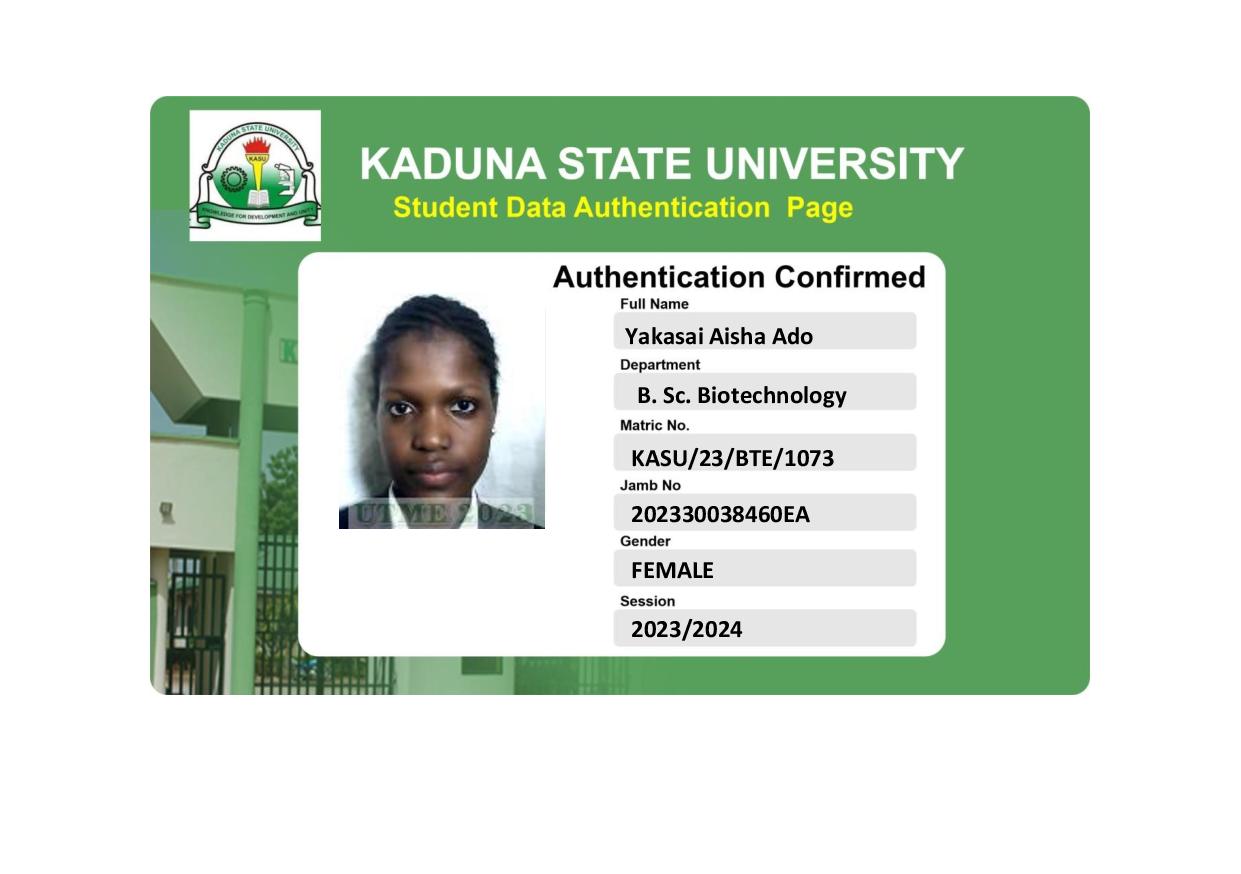 KADUNA STATE UNIVERSITY
KASU
KNOWLEDGE FOR DEVELOPMENT AND UNITY
KADUNA STATE UNIVERSITY
Student Data Authentication Page
Authentication Confirmed
Full Name
Yakasai Aisha Ado
Department
B. Sc. Biotechnology
Matric No.
KASU/23/BTE/1073
Jamb No
202330038460EA
Gender
FEMALE
Session
2023/2024
UTME 2023
K